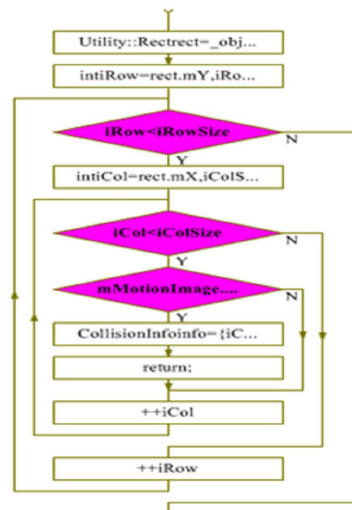 Utility::Rectrect=_obj...
intiRow=rect.mY,iRo...
iRow<iRowSize
N
Y
intiCol=rect.mX,iColS...
iCol<iColSize
N
Y
mMotionImage....
N
Y
CollisionInfoinfo={iC...
return;
++iCol
++iRow